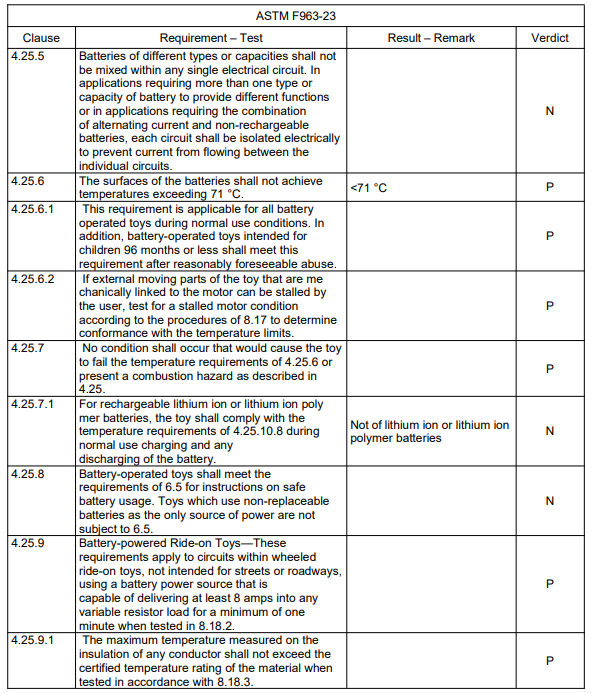 ASTM F963-23
Clause Requirement – Test Result – Remark Verdict
4.25.5 Batteries of different types or capacities shall not
be mixed within any single electrical circuit. In
applications requiring more than one type or
capacity of battery to provide different functions
or in applications requiring the combination
of alternating current and non-rechargeable
batteries, each circuit shall be isolated electrically
to prevent current from flowing between the
individual circuits.
N
4.25.6 The surfaces of the batteries shall not achieve
temperatures exceeding 71 °C.
<71 °C
P
4.25.6.1 This requirement is applicable for all battery
operated toys during normal use conditions. In
addition, battery-operated toys intended for
children 96 months or less shall meet this
requirement after reasonably foreseeable abuse.
P
4.25.6.2 If external moving parts of the toy that are me
chanically linked to the motor can be stalled by
the user, test for a stalled motor condition
according to the procedures of 8.17 to determine
conformance with the temperature limits.
P
4.25.7 No condition shall occur that would cause the toy
to fail the temperature requirements of 4.25.6 or
present a combustion hazard as described in
4.25.
P
4.25.7.1 For rechargeable lithium ion or lithium ion poly
mer batteries, the toy shall comply with the
temperature requirements of 4.25.10.8 during
normal use charging and any
discharging of the battery.
Not of lithium ion or lithium ion
polymer batteries
N
4.25.8 Battery-operated toys shall meet the
requirements of 6.5 for instructions on safe
battery usage. Toys which use non-replaceable
batteries as the only source of power are not
subject to 6.5.
N
4.25.9 Battery-powered Ride-on Toys—These
requirements apply to circuits within wheeled
ride-on toys, not intended for streets or roadways,
using a battery power source that is
capable of delivering at least 8 amps into any
variable resistor load for a minimum of one
minute when tested in 8.18.2.
P
4.25.9.1 The maximum temperature measured on the
insulation of any conductor shall not exceed the
certified temperature rating of the material when
tested in accordance with 8.18.3.
P